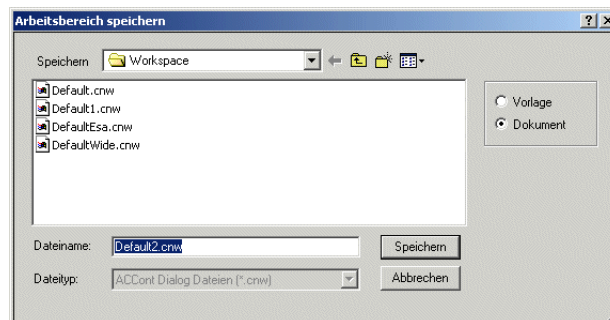 Arbeitsbereich speichern
Speichern Workspace
Default.cnw
Default1.cnw
DefaultEsa.cnw
DefaultWide.cnw
Vorlage
Dokument
Dateiname: Default2.cnw Speichern
Dateityp: ACCont Dialog Dateien (*.cnw) Abbrechen